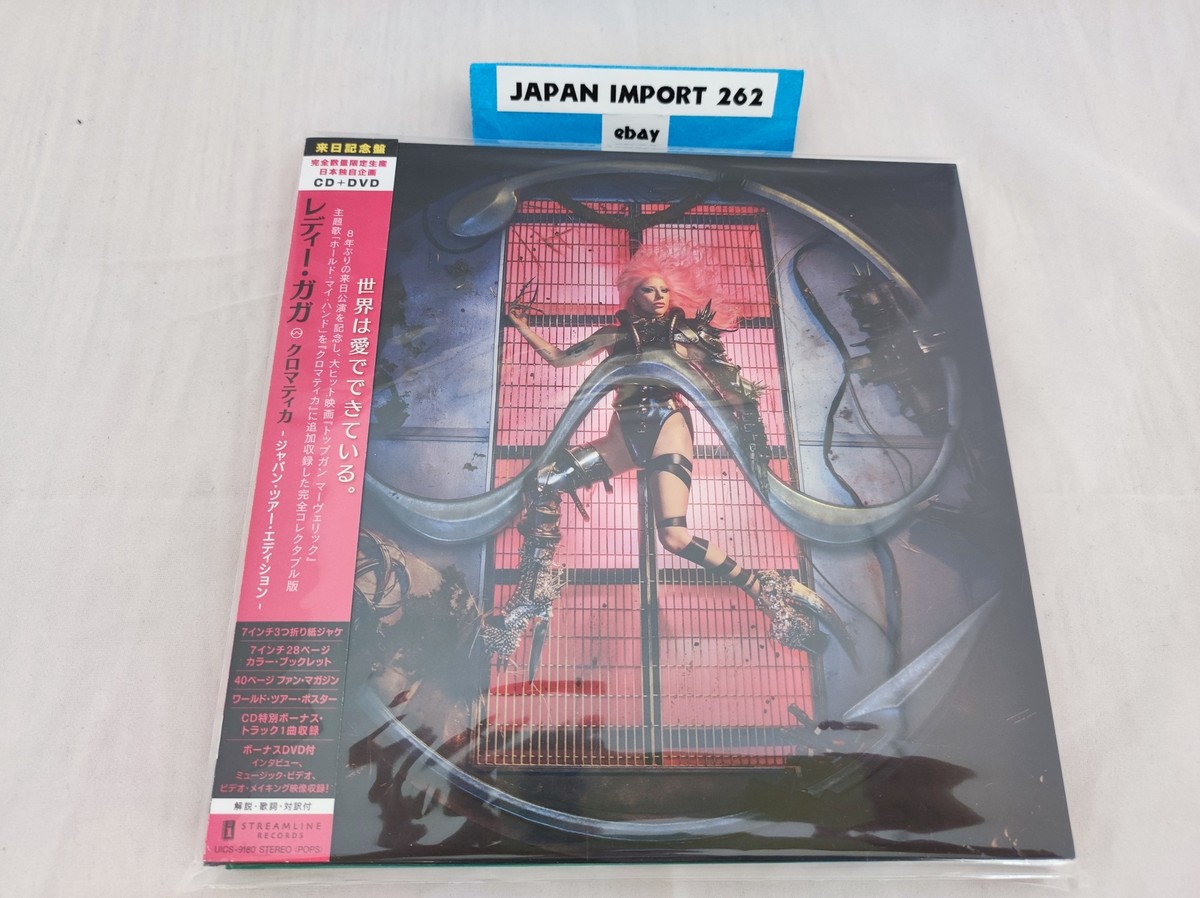 JAPAN IMPORT 262
ebay
来日記念盤
完全数量限定生産
日本独自企画
CD+DVD
レディー・ガガ クロマティカ -ジャパン・ツアー・エディション-
世界は愛でできている。
8年ぶりの来日公演を記念し、大ヒット映画『トップガン マーヴェリック』
主題歌「ホールド・マイ・ハンド」を『クロマティカ』に追加収録した完全コレクタブル版
7インチ3つ折り紙ジャケ
7インチ28ページ
カラー・ブックレット
40ページ ファン・マガジン
ワールド・ツアー・ポスター
CD特別ボーナス・
トラック1曲収録
ボーナスDVD付
インタビュー、
ミュージック・ビデオ、
ビデオ・メイキング映像収録!
解説・歌詞・対訳付
STREAMLINE
RECORDS
UICS-9180 STEREO (POPS)